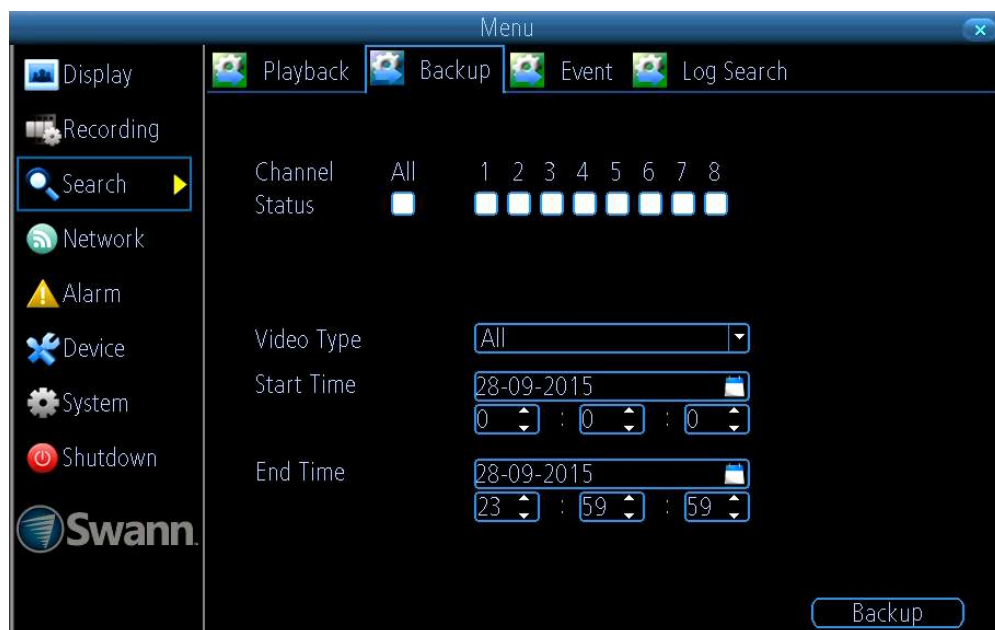 Menu
Display
Recording
Search
Network
Alarm
Device
System
Shutdown
Swann
Playback Backup Event Log Search
Channel All 1 2 3 4 5 6 7 8
Status
Video Type All
Start Time 28-09-2015
0 : 0 : 0
End Time 28-09-2015
23 : 59 : 59
Backup